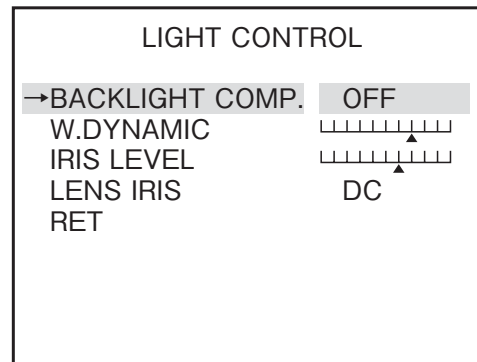 LIGHT CONTROL
→BACKLIGHT COMP. OFF
W.DYNAMIC
IRIS LEVEL
LENS IRIS DC
RET